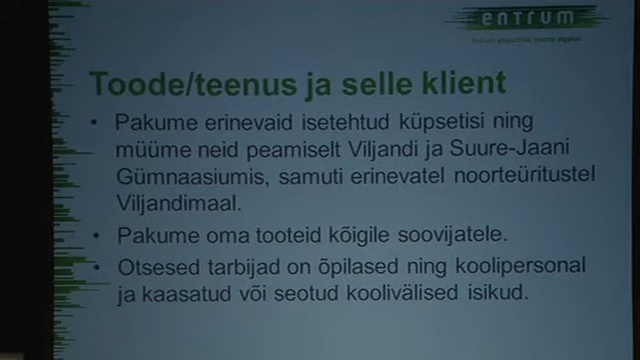 entrum
Toode/teenus ja selle klient
• Pakume erinevaid isetehtud küpsetisi ning
müüme neid peamiselt Viljandi ja Suure-Jaani
Gümnaasiumis, samuti erinevatel noorteüritustel
Viljandimaal.
• Pakume oma tooteid kõigile soovijatele.
• Otsesed tarbijad on õpilased ning koolipersonal
ja kaasatud või seotud koolivälised isikud.